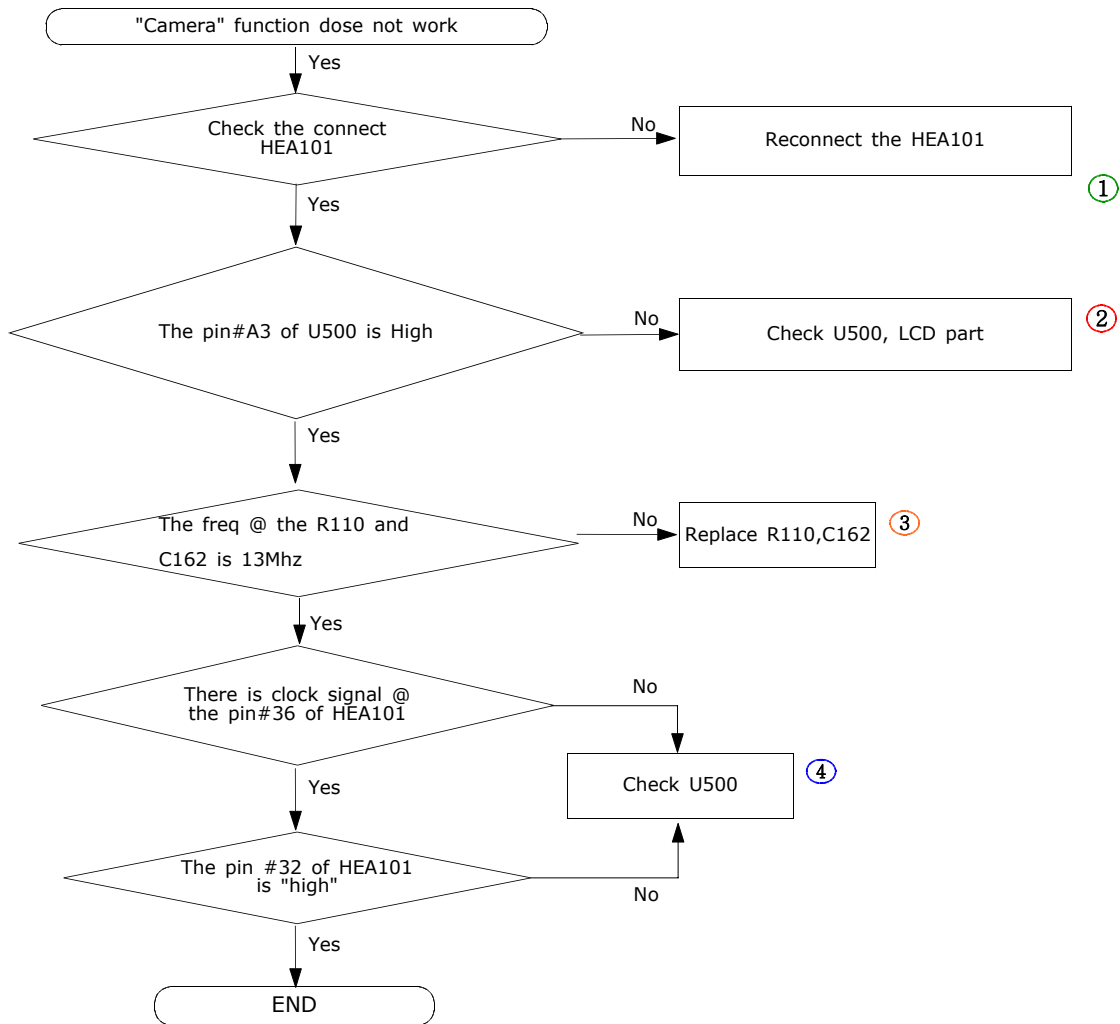 "Camera" function dose not work
Yes
Check the connect
HEA101
No
Reconnect the HEA101
1
Yes
The pin#A3 of U500 is High
No
Check U500, LCD part
2
Yes
The freq @ the R110 and
C162 is 13Mhz
No
Replace R110,C162
3
Yes
There is clock signal @
the pin#36 of HEA101
No
Check U500
4
Yes
The pin #32 of HEA101
is "high"
No
Yes
END